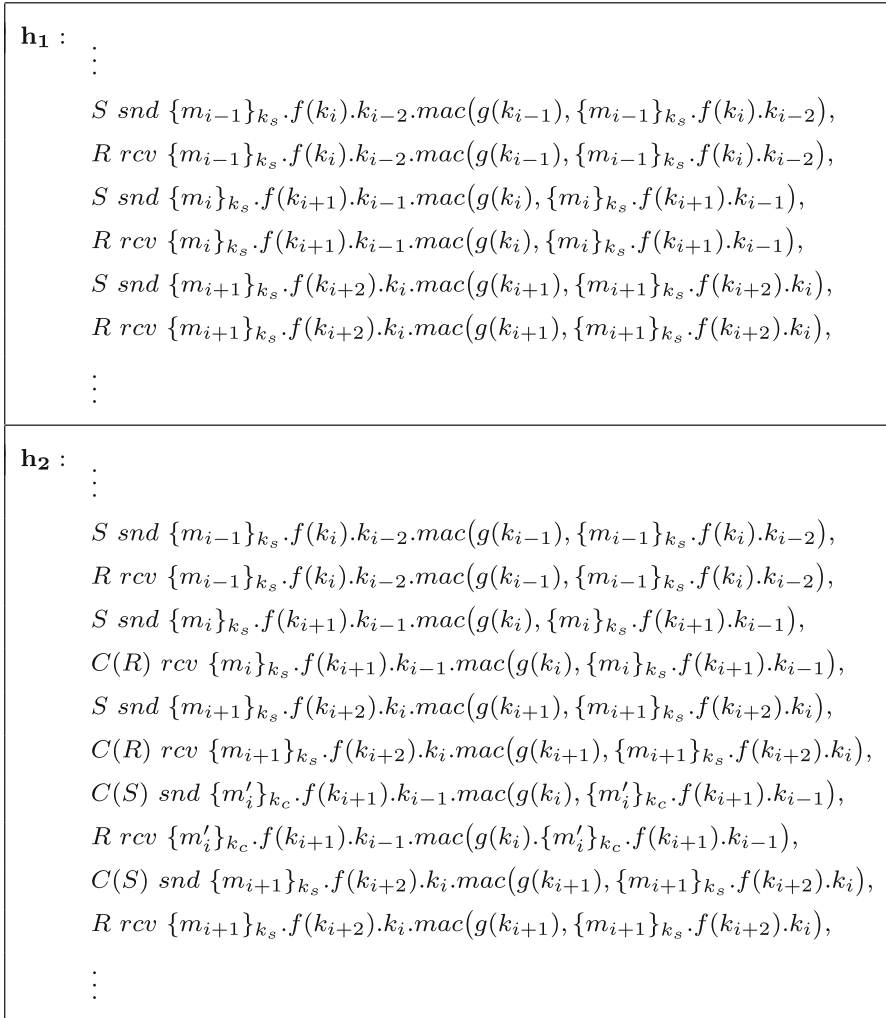 h₁ :
⋮
S snd {m_{i−1}}_{k_s}.f(k_i).k_{i−2}.mac(g(k_{i−1}), {m_{i−1}}_{k_s}.f(k_i).k_{i−2}),
R rcv {m_{i−1}}_{k_s}.f(k_i).k_{i−2}.mac(g(k_{i−1}), {m_{i−1}}_{k_s}.f(k_i).k_{i−2}),
S snd {m_i}_{k_s}.f(k_{i+1}).k_{i−1}.mac(g(k_i), {m_i}_{k_s}.f(k_{i+1}).k_{i−1}),
R rcv {m_i}_{k_s}.f(k_{i+1}).k_{i−1}.mac(g(k_i), {m_i}_{k_s}.f(k_{i+1}).k_{i−1}),
S snd {m_{i+1}}_{k_s}.f(k_{i+2}).k_i.mac(g(k_{i+1}), {m_{i+1}}_{k_s}.f(k_{i+2}).k_i),
R rcv {m_{i+1}}_{k_s}.f(k_{i+2}).k_i.mac(g(k_{i+1}), {m_{i+1}}_{k_s}.f(k_{i+2}).k_i),
⋮
h₂ :
⋮
S snd {m_{i−1}}_{k_s}.f(k_i).k_{i−2}.mac(g(k_{i−1}), {m_{i−1}}_{k_s}.f(k_i).k_{i−2}),
R rcv {m_{i−1}}_{k_s}.f(k_i).k_{i−2}.mac(g(k_{i−1}), {m_{i−1}}_{k_s}.f(k_i).k_{i−2}),
S snd {m_i}_{k_s}.f(k_{i+1}).k_{i−1}.mac(g(k_i), {m_i}_{k_s}.f(k_{i+1}).k_{i−1}),
C(R) rcv {m_i}_{k_s}.f(k_{i+1}).k_{i−1}.mac(g(k_i), {m_i}_{k_s}.f(k_{i+1}).k_{i−1}),
S snd {m_{i+1}}_{k_s}.f(k_{i+2}).k_i.mac(g(k_{i+1}), {m_{i+1}}_{k_s}.f(k_{i+2}).k_i),
C(R) rcv {m_{i+1}}_{k_s}.f(k_{i+2}).k_i.mac(g(k_{i+1}), {m_{i+1}}_{k_s}.f(k_{i+2}).k_i),
C(S) snd {m′_i}_{k_c}.f(k_{i+1}).k_{i−1}.mac(g(k_i), {m′_i}_{k_c}.f(k_{i+1}).k_{i−1}),
R rcv {m′_i}_{k_c}.f(k_{i+1}).k_{i−1}.mac(g(k_i).{m′_i}_{k_c}.f(k_{i+1}).k_{i−1}),
C(S) snd {m_{i+1}}_{k_s}.f(k_{i+2}).k_i.mac(g(k_{i+1}), {m_{i+1}}_{k_s}.f(k_{i+2}).k_i),
R rcv {m_{i+1}}_{k_s}.f(k_{i+2}).k_i.mac(g(k_{i+1}), {m_{i+1}}_{k_s}.f(k_{i+2}).k_i),
⋮